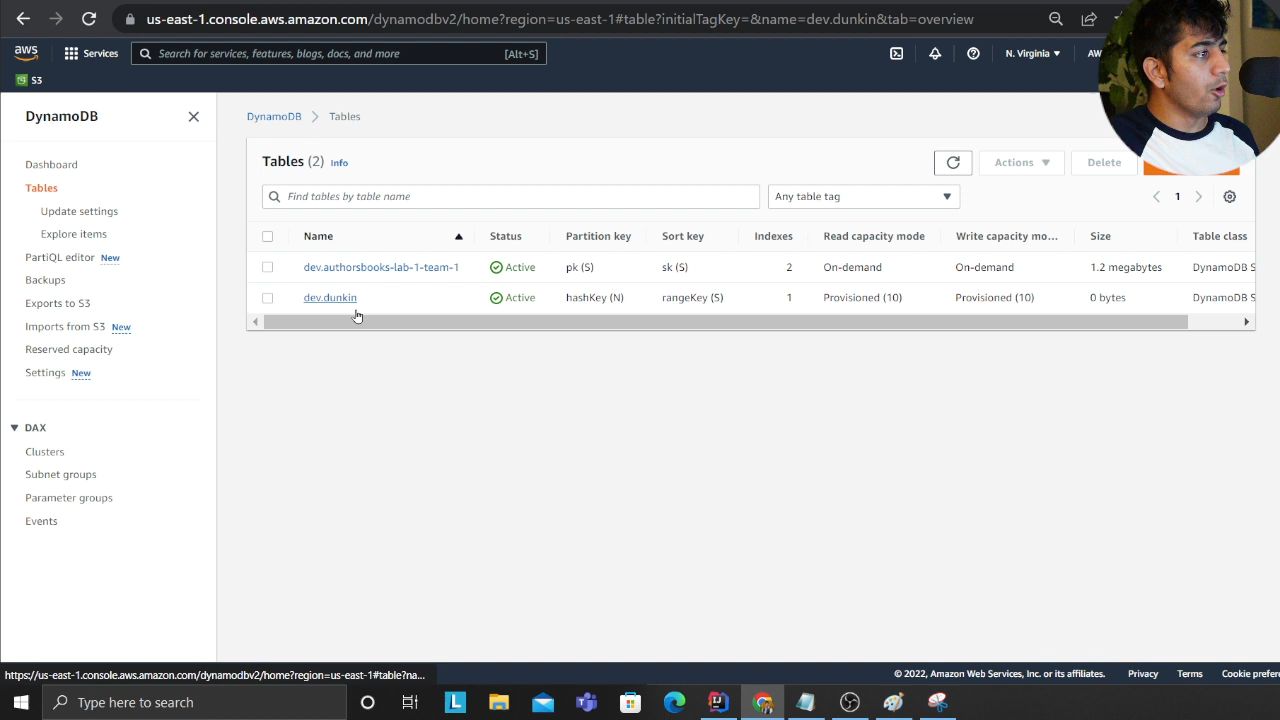 us-east-1.console.aws.amazon.com/dynamodbv2/home?region=us-east-1#table?initialTagKey=&name=dev.dunkin&tab=overview
aws
Services
Search for services, features, blogs, docs, and more
[Alt+S]
N. Virginia
AW
S3
DynamoDB
Dashboard
Tables
Update settings
Explore items
PartiQL editor New
Backups
Exports to S3
Imports from S3 New
Reserved capacity
Settings New
DAX
Clusters
Subnet groups
Parameter groups
Events
DynamoDB Tables
Tables (2) Info
Actions
Delete
Find tables by table name
Any table tag
1
Name Status Partition key Sort key Indexes Read capacity mode Write capacity mo... Size Table class
dev.authorsbooks-lab-1-team-1 Active pk (S) sk (S) 2 On-demand On-demand 1.2 megabytes DynamoDB S
dev.dunkin Active hashKey (N) rangeKey (S) 1 Provisioned (10) Provisioned (10) 0 bytes DynamoDB S
https://us-east-1.console.aws.amazon.com/dynamodbv2/home?region=us-east-1#table?na...
© 2022, Amazon Web Services, Inc. or its affiliates. Privacy Terms Cookie prefere
Type here to search
L